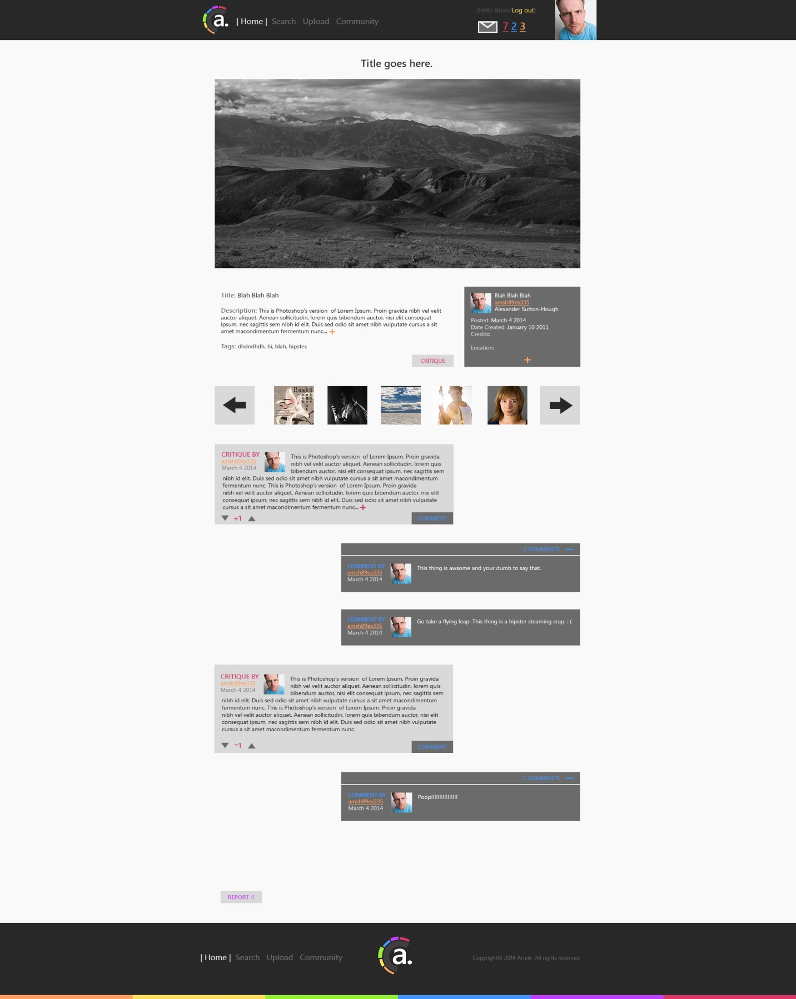 a.
| Home | Search Upload Community
(Hello Brian/Log out)
7 2 3
Title goes here.
Title: Blah Blah Blah
Description: This is Photoshop's version of Lorem Ipsum. Proin gravida nibh vel velit
auctor aliquet. Aenean sollicitudin, lorem quis bibendum auctor, nisi elit consequat
ipsum, nec sagittis sem nibh id elit. Duis sed odio sit amet nibh vulputate cursus a sit
amet macondimentum fermentum nunc... +
Tags: dhdndhdh, hi, blah, hipster,
CRITIQUE
Blah Blah Blah
amsh89es335
Alexander Sutton-Hough
Posted: March 4 2014
Date Created: January 10 2011
Credits:
Location:
+
Bashō
CRITIQUE BY
amsh89es335
March 4 2014
This is Photoshop's version of Lorem Ipsum. Proin gravida
nibh vel velit auctor aliquet. Aenean sollicitudin, lorem quis
bibendum auctor, nisi elit consequat ipsum, nec sagittis sem
nibh id elit. Duis sed odio sit amet nibh vulputate cursus a sit amet macondimentum
fermentum nunc. This is Photoshop's version of Lorem Ipsum. Proin gravida
nibh vel velit auctor aliquet. Aenean sollicitudin, lorem quis bibendum auctor, nisi elit
consequat ipsum, nec sagittis sem nibh id elit. Duis sed odio sit amet nibh vulputate
cursus a sit amet macondimentum fermentum nunc... +
+1
COMMENT
2 COMMENTS —
COMMENT BY
amsh89es335
March 4 2014
This thing is awsome and your dumb to say that.
COMMENT BY
amsh89es335
March 4 2014
Go take a flying leap. This thing is a hipster steaming crap. : (
CRITIQUE BY
amsh89es335
March 4 2014
This is Photoshop's version of Lorem Ipsum. Proin gravida
nibh vel velit auctor aliquet. Aenean sollicitudin, lorem quis
bibendum auctor, nisi elit consequat ipsum, nec sagittis sem
nibh id elit. Duis sed odio sit amet nibh vulputate cursus a sit amet macondimentum
fermentum nunc. This is Photoshop's version of Lorem Ipsum. Proin gravida
nibh vel velit auctor aliquet. Aenean sollicitudin, lorem quis bibendum auctor, nisi elit
consequat ipsum, nec sagittis sem nibh id elit. Duis sed odio sit amet nibh vulputate
cursus a sit amet macondimentum fermentum nunc.
−1
COMMENT
1 COMMENTS —
COMMENT BY
amsh89es335
March 4 2014
Poop!!!!!!!!!!!!!!!!
REPORT :(
| Home | Search Upload Community
a.
Copyright© 2014 Arteik. All rights reserved